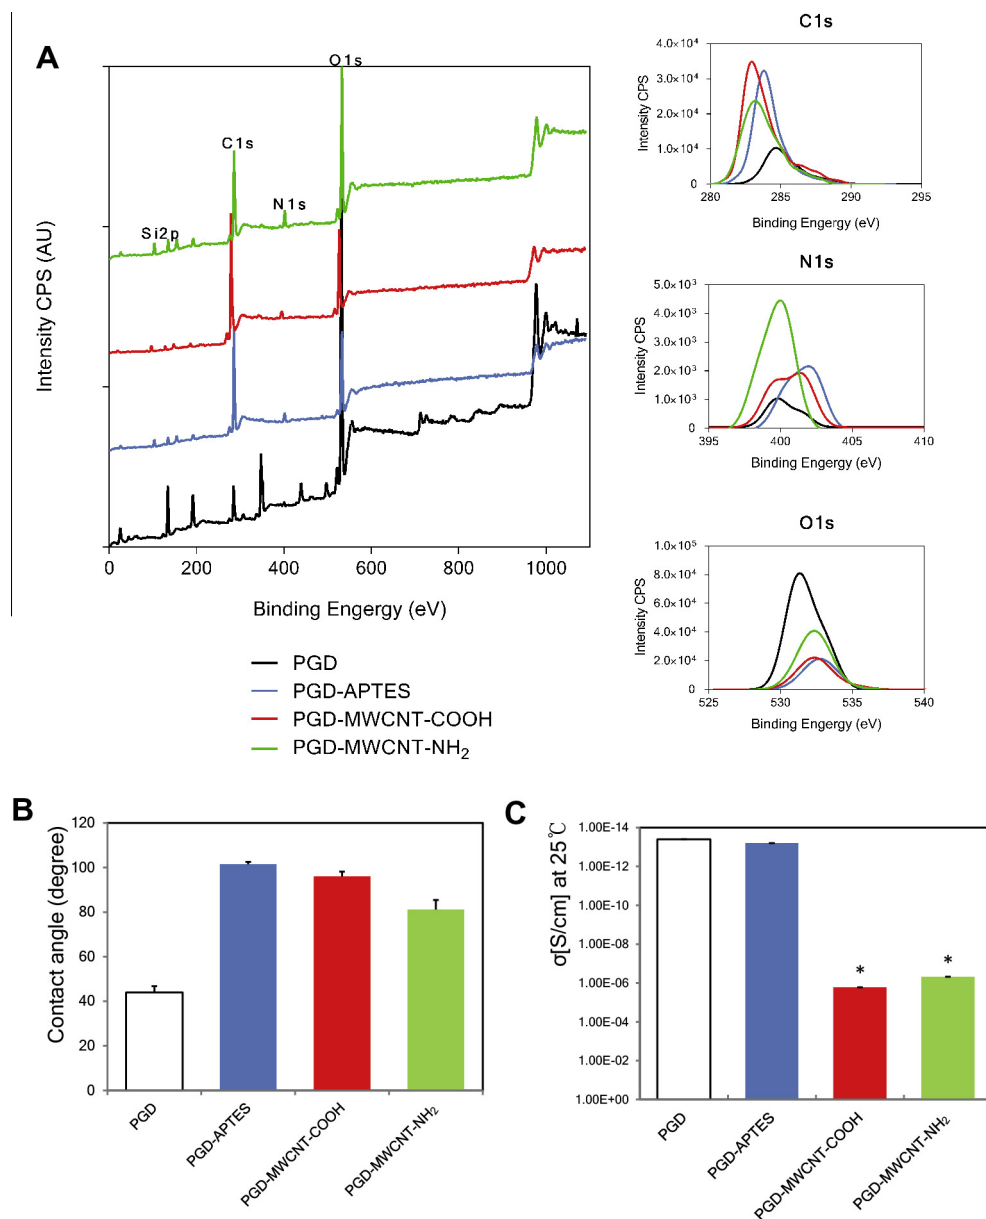 A
Intensity CPS (AU)
O1s
C1s
N1s
Si2p
0 200 400 600 800 1000
Binding Engergy (eV)
PGD
PGD-APTES
PGD-MWCNT-COOH
PGD-MWCNT-NH₂
C1s
Intensity CPS
4.0×10⁴
3.0×10⁴
2.0×10⁴
1.0×10⁴
0
280 285 290 295
Binding Engergy (eV)
N1s
Intensity CPS
5.0×10³
4.0×10³
3.0×10³
2.0×10³
1.0×10³
0
395 400 405 410
Binding Engergy (eV)
O1s
Intensity CPS
1.0×10⁵
8.0×10⁴
6.0×10⁴
4.0×10⁴
2.0×10⁴
0
525 530 535 540
Binding Engergy (eV)
B
Contact angle (degree)
120
100
80
60
40
20
0
PGD
PGD-APTES
PGD-MWCNT-COOH
PGD-MWCNT-NH₂
C
σ[S/cm] at 25℃
1.00E-14
1.00E-12
1.00E-10
1.00E-08
1.00E-06
1.00E-04
1.00E-02
1.00E+00
* *
PGD
PGD-APTES
PGD-MWCNT-COOH
PGD-MWCNT-NH₂